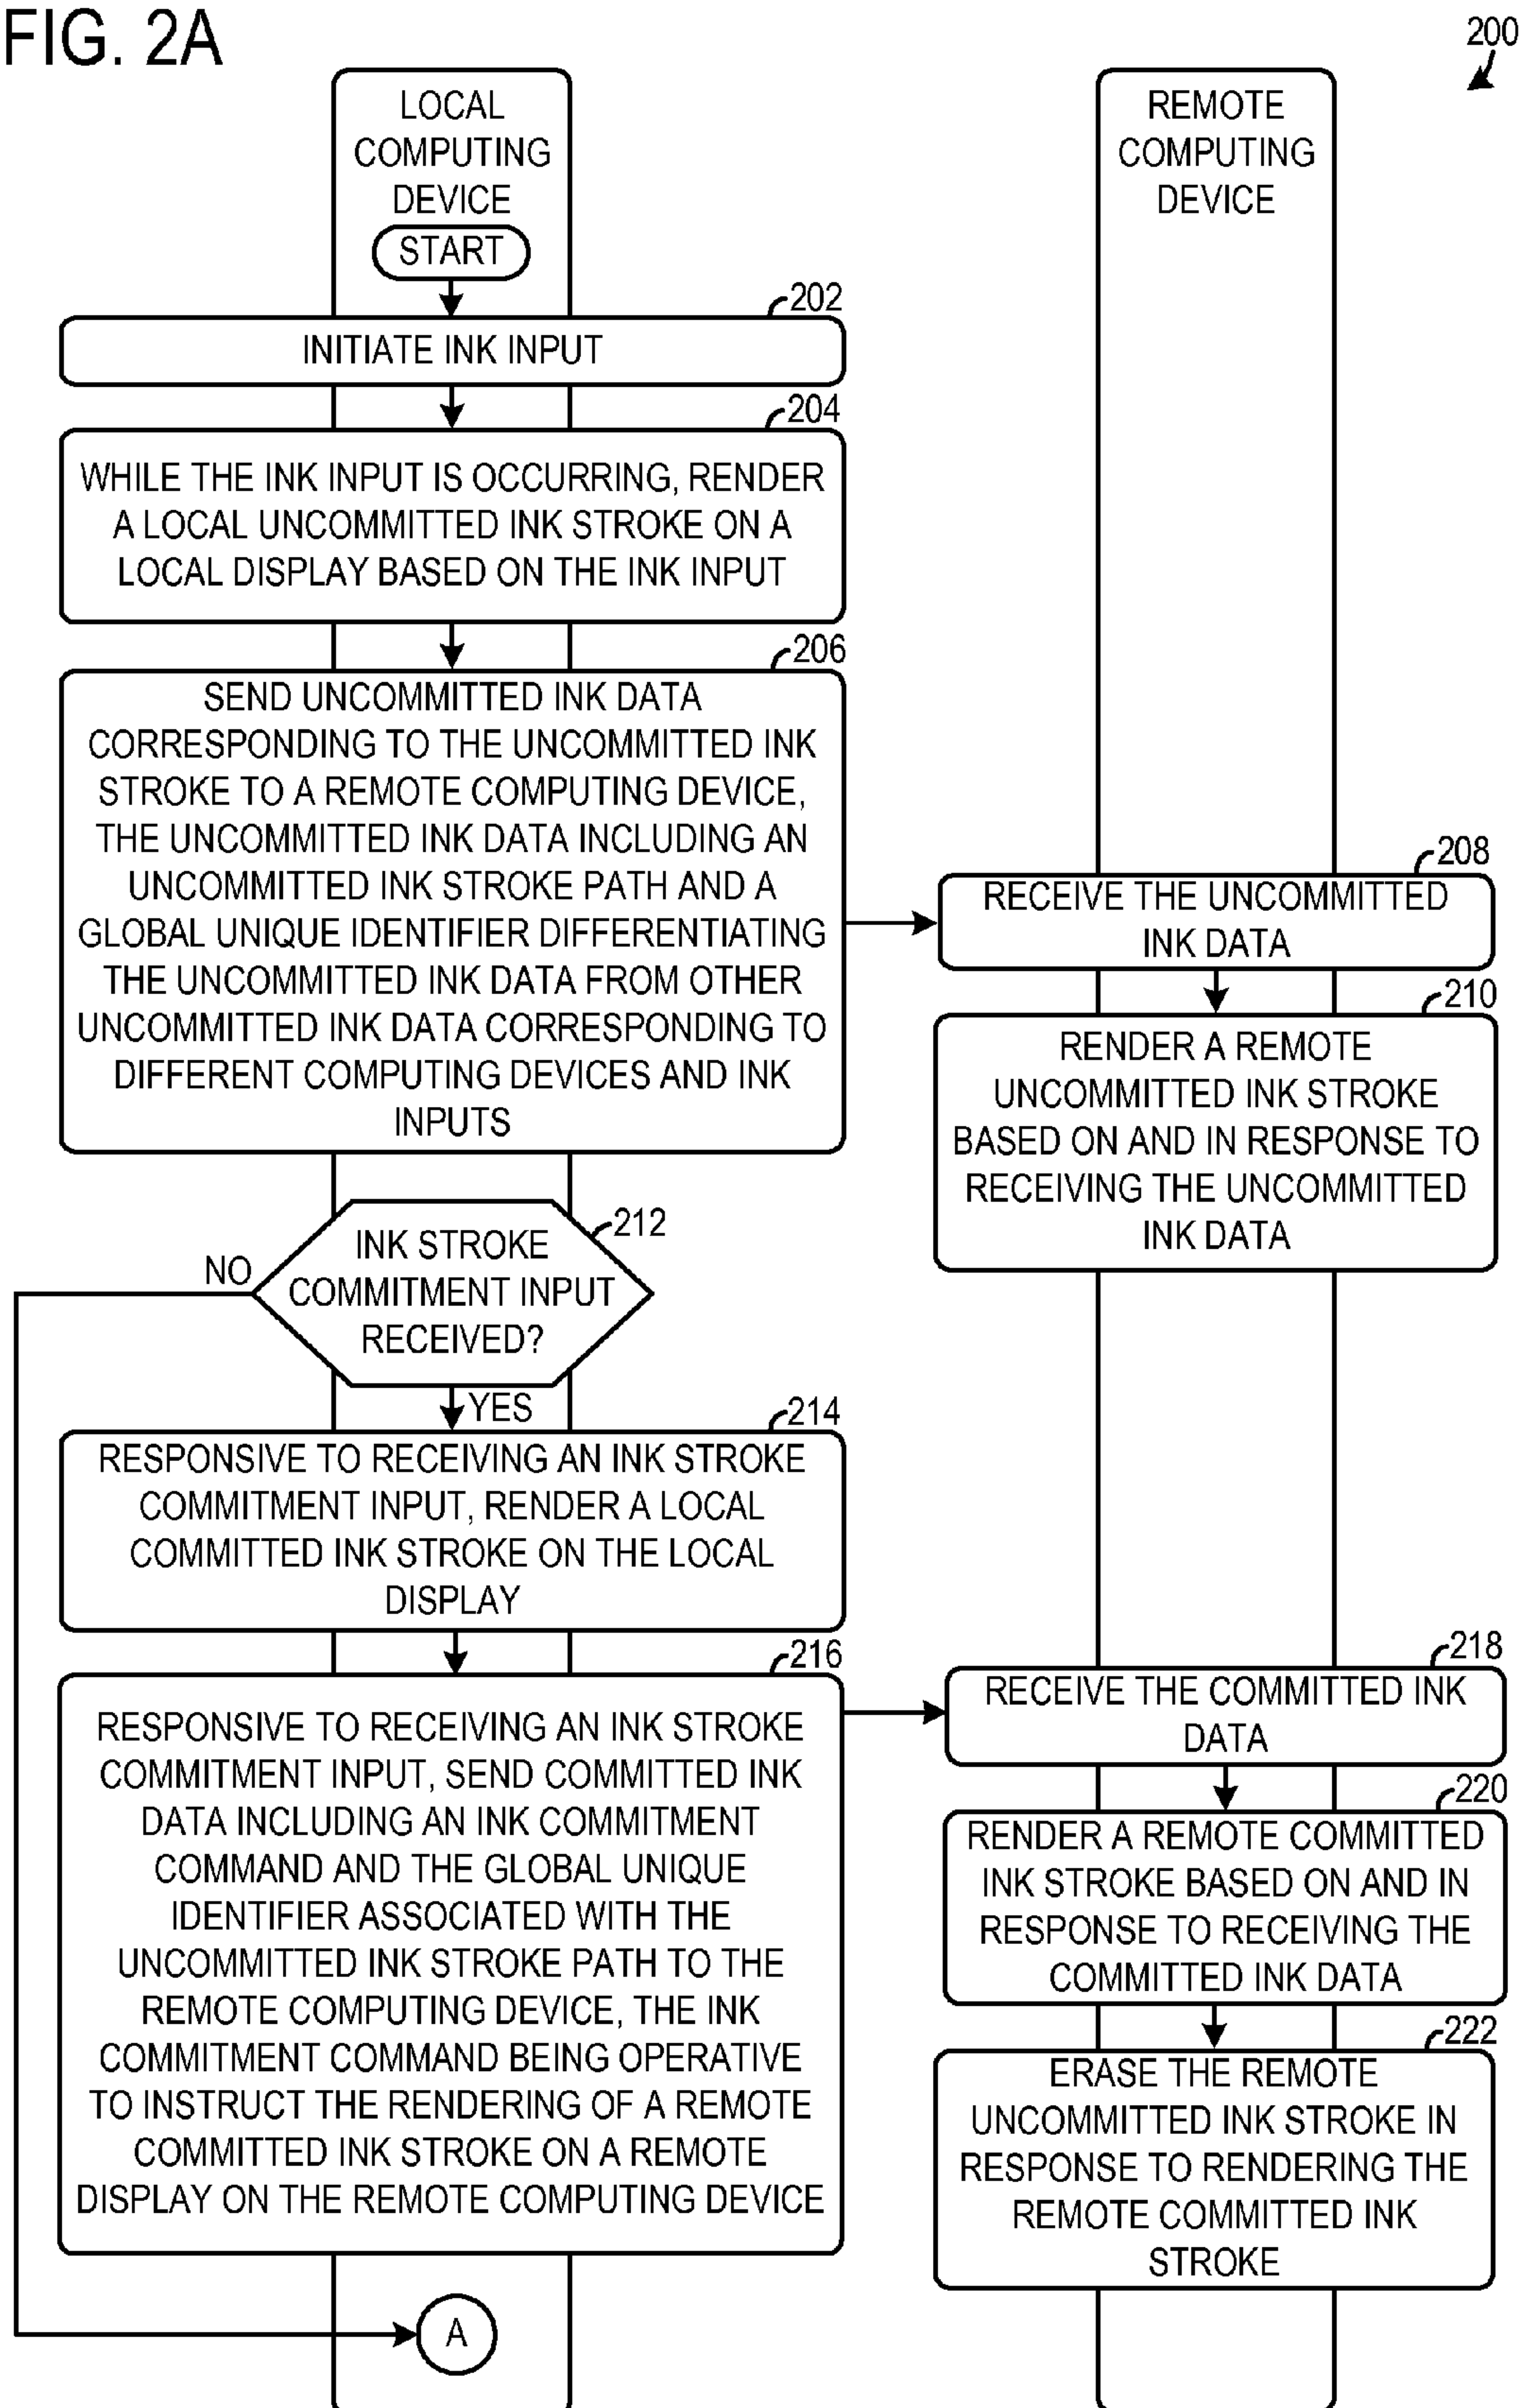 FIG. 2A
200
LOCAL
COMPUTING
DEVICE
START
REMOTE
COMPUTING
DEVICE
202
INITIATE INK INPUT
204
WHILE THE INK INPUT IS OCCURRING, RENDER
A LOCAL UNCOMMITTED INK STROKE ON A
LOCAL DISPLAY BASED ON THE INK INPUT
206
SEND UNCOMMITTED INK DATA
CORRESPONDING TO THE UNCOMMITTED INK
STROKE TO A REMOTE COMPUTING DEVICE,
THE UNCOMMITTED INK DATA INCLUDING AN
UNCOMMITTED INK STROKE PATH AND A
GLOBAL UNIQUE IDENTIFIER DIFFERENTIATING
THE UNCOMMITTED INK DATA FROM OTHER
UNCOMMITTED INK DATA CORRESPONDING TO
DIFFERENT COMPUTING DEVICES AND INK
INPUTS
208
RECEIVE THE UNCOMMITTED
INK DATA
210
RENDER A REMOTE
UNCOMMITTED INK STROKE
BASED ON AND IN RESPONSE TO
RECEIVING THE UNCOMMITTED
INK DATA
212
INK STROKE
COMMITMENT INPUT
RECEIVED?
NO
YES
214
RESPONSIVE TO RECEIVING AN INK STROKE
COMMITMENT INPUT, RENDER A LOCAL
COMMITTED INK STROKE ON THE LOCAL
DISPLAY
216
RESPONSIVE TO RECEIVING AN INK STROKE
COMMITMENT INPUT, SEND COMMITTED INK
DATA INCLUDING AN INK COMMITMENT
COMMAND AND THE GLOBAL UNIQUE
IDENTIFIER ASSOCIATED WITH THE
UNCOMMITTED INK STROKE PATH TO THE
REMOTE COMPUTING DEVICE, THE INK
COMMITMENT COMMAND BEING OPERATIVE
TO INSTRUCT THE RENDERING OF A REMOTE
COMMITTED INK STROKE ON A REMOTE
DISPLAY ON THE REMOTE COMPUTING DEVICE
218
RECEIVE THE COMMITTED INK
DATA
220
RENDER A REMOTE COMMITTED
INK STROKE BASED ON AND IN
RESPONSE TO RECEIVING THE
COMMITTED INK DATA
222
ERASE THE REMOTE
UNCOMMITTED INK STROKE IN
RESPONSE TO RENDERING THE
REMOTE COMMITTED INK
STROKE
A